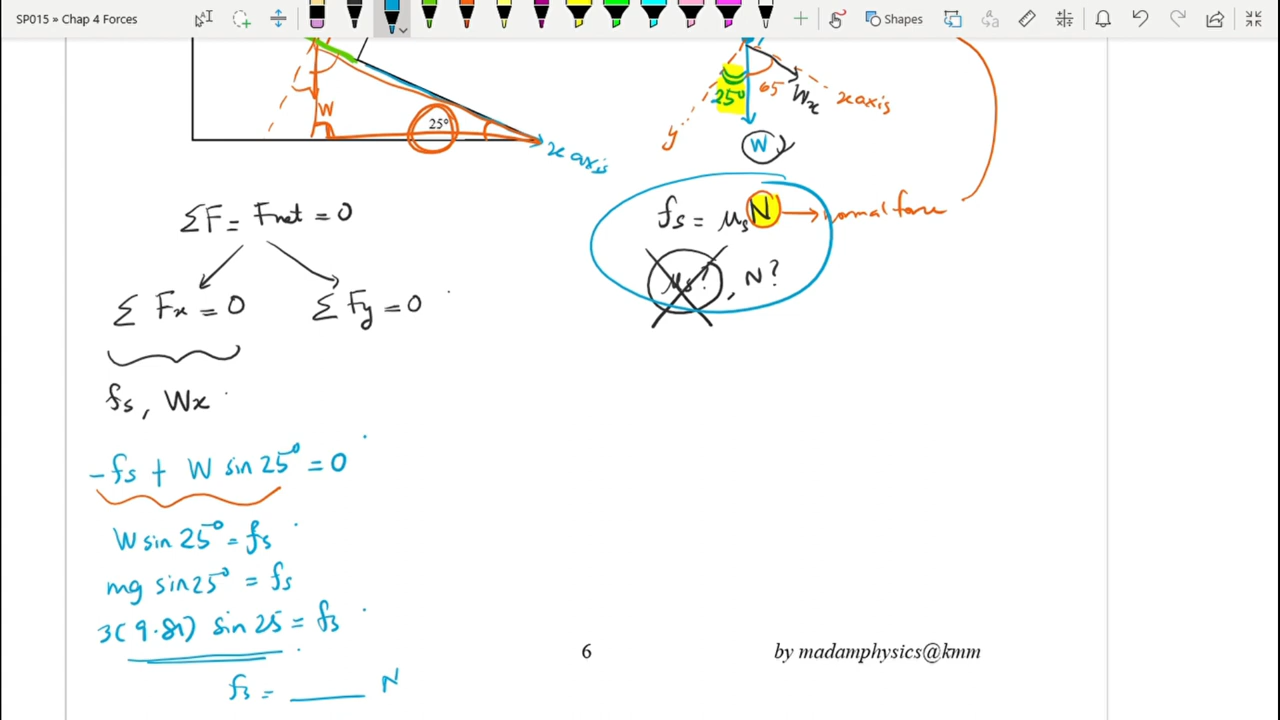 SP015 » Chap 4 Forces
Shapes
W
25°
x axis
25°
65
Wx
x axis
y
W
ΣF = Fnet = 0
Σ Fx = 0
Σ Fy = 0
fs, Wx
-fs + W sin 25° = 0
W sin 25° = fs
mg sin 25° = fs
3(9.81) sin 25 = fs
fs = ____ N
fs = μsN → normal force
μs?, N?
6
by madamphysics@kmm